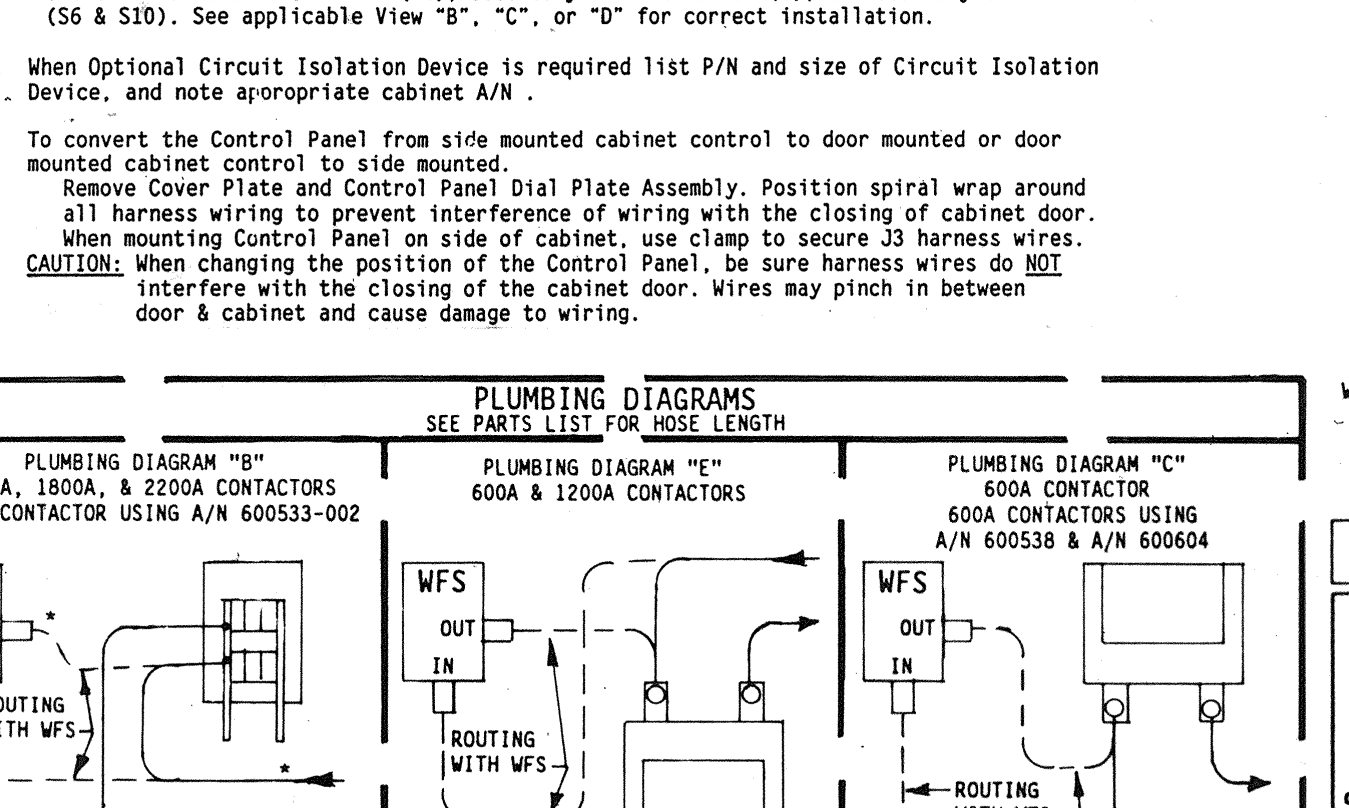 (S6 & S10). See applicable View "B", "C", or "D" for correct installation.
When Optional Circuit Isolation Device is required list P/N and size of Circuit Isolation
Device, and note appropriate cabinet A/N .
To convert the Control Panel from side mounted cabinet control to door mounted or door
mounted cabinet control to side mounted.
Remove Cover Plate and Control Panel Dial Plate Assembly. Position spiral wrap around
all harness wiring to prevent interference of wiring with the closing of cabinet door.
When mounting Control Panel on side of cabinet, use clamp to secure J3 harness wires.
CAUTION: When changing the position of the Control Panel, be sure harness wires do NOT
interfere with the closing of the cabinet door. Wires may pinch in between
door & cabinet and cause damage to wiring.
PLUMBING DIAGRAMS
SEE PARTS LIST FOR HOSE LENGTH
PLUMBING DIAGRAM "B"
A, 1800A, & 2200A CONTACTORS
CONTACTOR USING A/N 600533-002
*
OUTING
TH WFS
*
PLUMBING DIAGRAM "E"
600A & 1200A CONTACTORS
WFS
OUT
IN
ROUTING
WITH WFS
PLUMBING DIAGRAM "C"
600A CONTACTOR
600A CONTACTORS USING
A/N 600538 & A/N 600604
WFS
OUT
IN
ROUTING